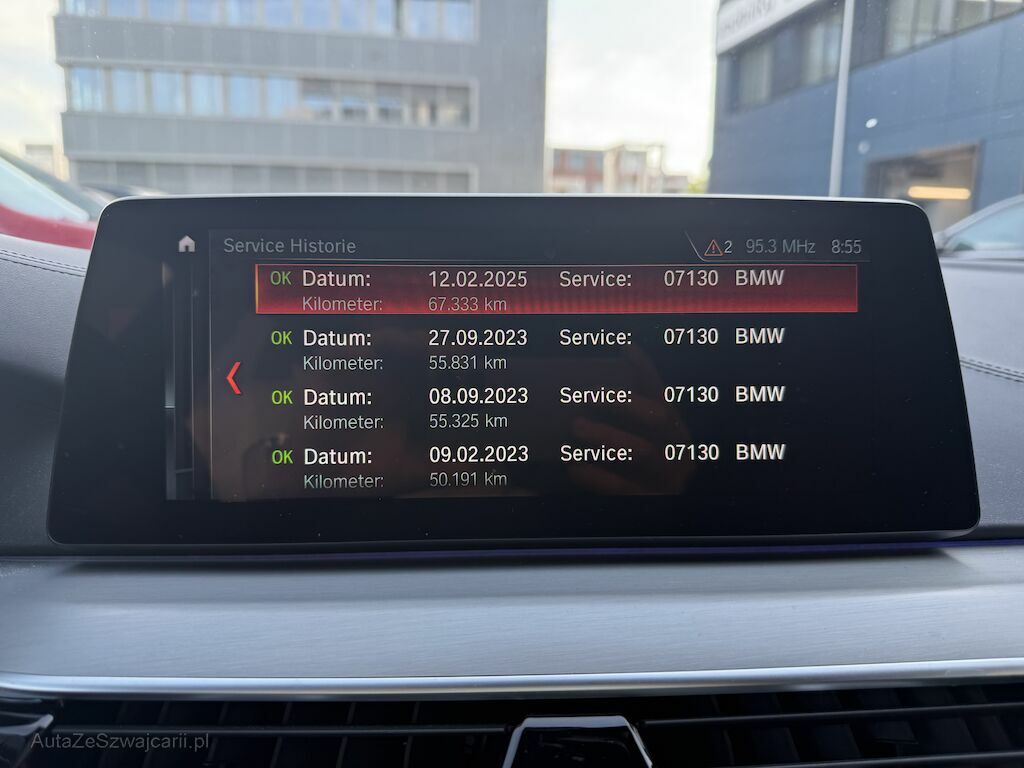 Service Historie
2 95.3 MHz 8:55
OK Datum: 12.02.2025 Service: 07130 BMW
Kilometer: 67.333 km
OK Datum: 27.09.2023 Service: 07130 BMW
Kilometer: 55.831 km
OK Datum: 08.09.2023 Service: 07130 BMW
Kilometer: 55.325 km
OK Datum: 09.02.2023 Service: 07130 BMW
Kilometer: 50.191 km
AutaZeSzwajcarii.pl